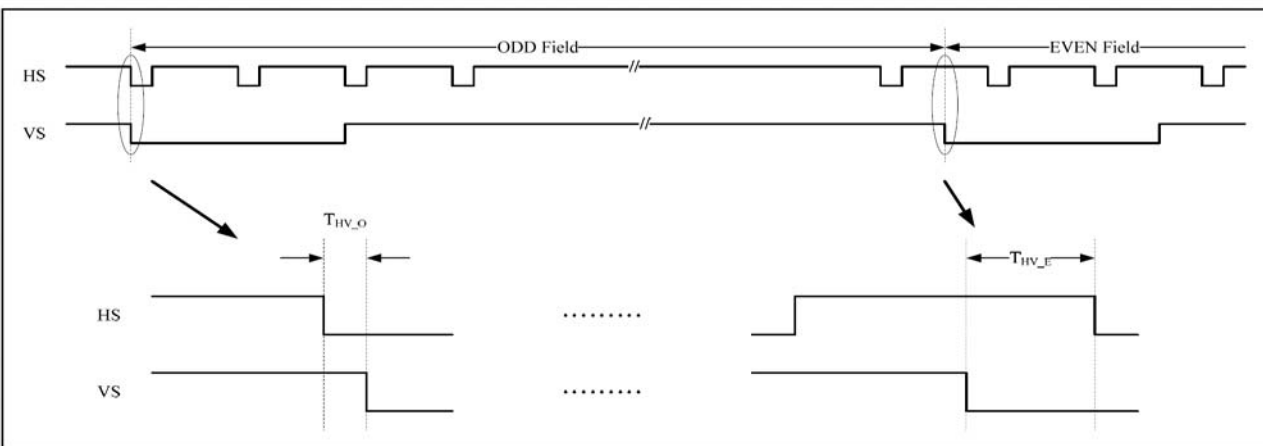 ODD Field
EVEN Field
HS
VS
T_HV_O
T_HV_E
HS
VS